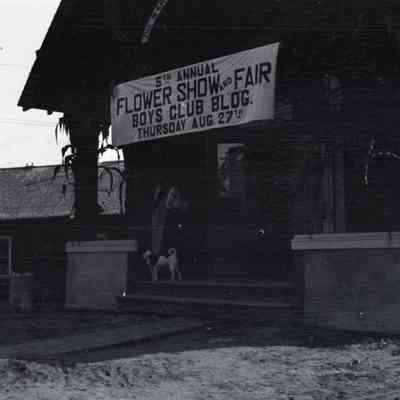 5TH ANNUAL
FLOWER SHOW AND FAIR
BOYS CLUB BLDG.
THURSDAY AUG. 27TH